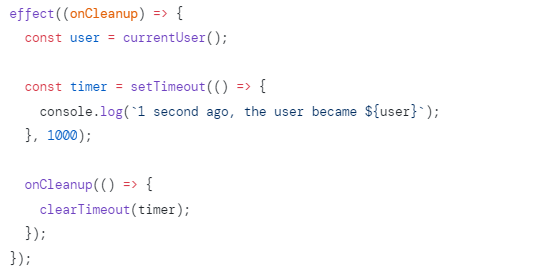 effect((onCleanup) => {
  const user = currentUser();

  const timer = setTimeout(() => {
    console.log(`1 second ago, the user became ${user}`);
  }, 1000);

  onCleanup(() => {
    clearTimeout(timer);
  });
});